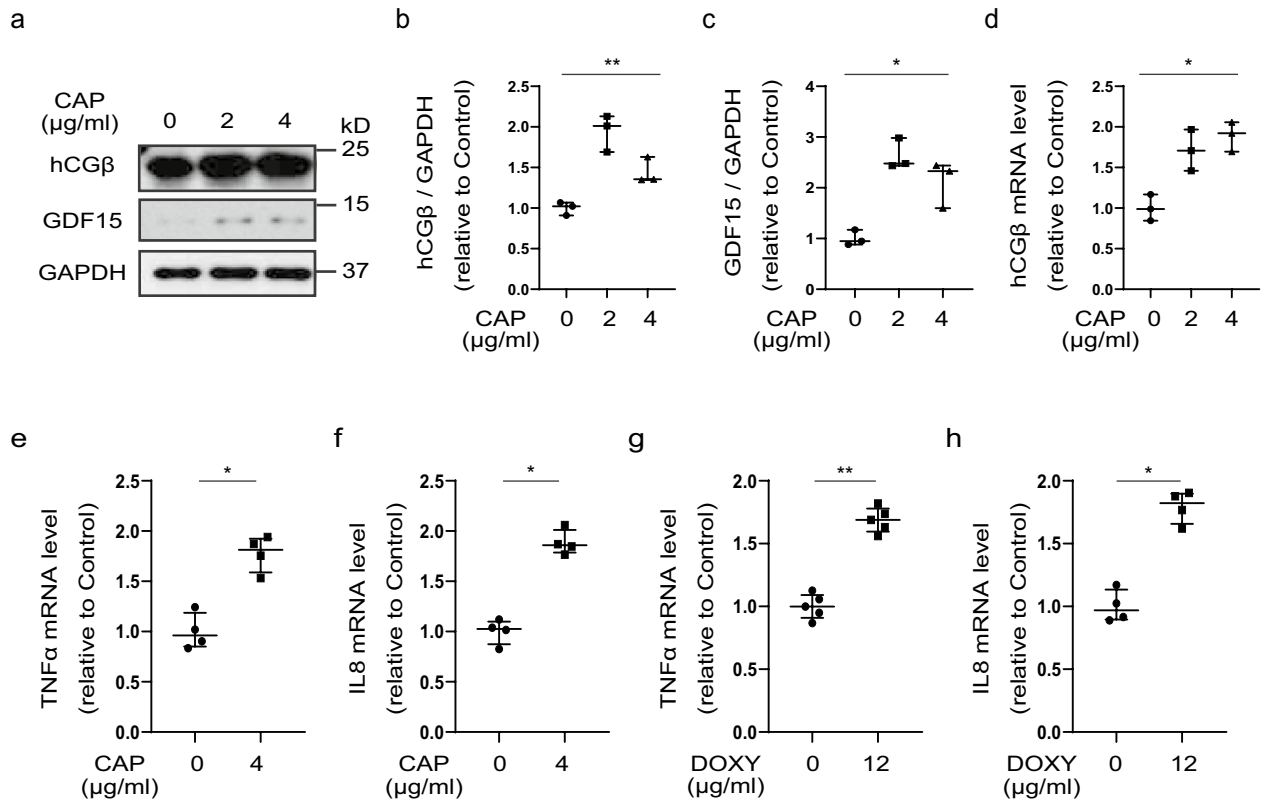 a
CAP
(µg/ml)
0 2 4 kD
hCGβ
25
GDF15
15
GAPDH
37
b
**
hCGβ / GAPDH
(relative to Control)
2.5
2.0
1.5
1.0
0.5
0.0
CAP 0 2 4
(µg/ml)
c
*
GDF15 / GAPDH
(relative to Control)
4
3
2
1
0
CAP 0 2 4
(µg/ml)
d
*
hCGβ mRNA level
(relative to Control)
2.5
2.0
1.5
1.0
0.5
0.0
CAP 0 2 4
(µg/ml)
e
*
TNFα mRNA level
(relative to Control)
2.5
2.0
1.5
1.0
0.5
0.0
CAP 0 4
(µg/ml)
f
*
IL8 mRNA level
(relative to Control)
2.5
2.0
1.5
1.0
0.5
0.0
CAP 0 4
(µg/ml)
g
**
TNFα mRNA level
(relative to Control)
2.0
1.5
1.0
0.5
0.0
DOXY 0 12
(µg/ml)
h
*
IL8 mRNA level
(relative to Control)
2.0
1.5
1.0
0.5
0.0
DOXY 0 12
(µg/ml)